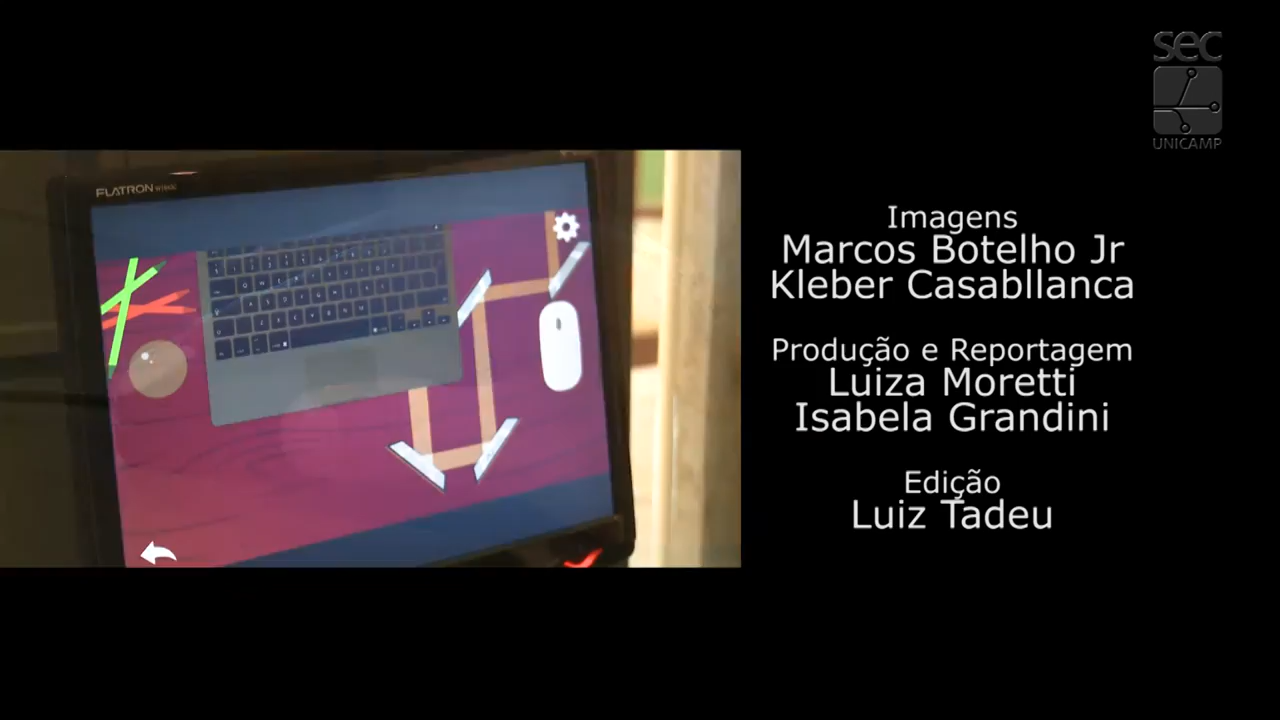 sec
UNICAMP
FLATRON
Imagens
Marcos Botelho Jr
Kleber Casabllanca
Produção e Reportagem
Luiza Moretti
Isabela Grandini
Edição
Luiz Tadeu